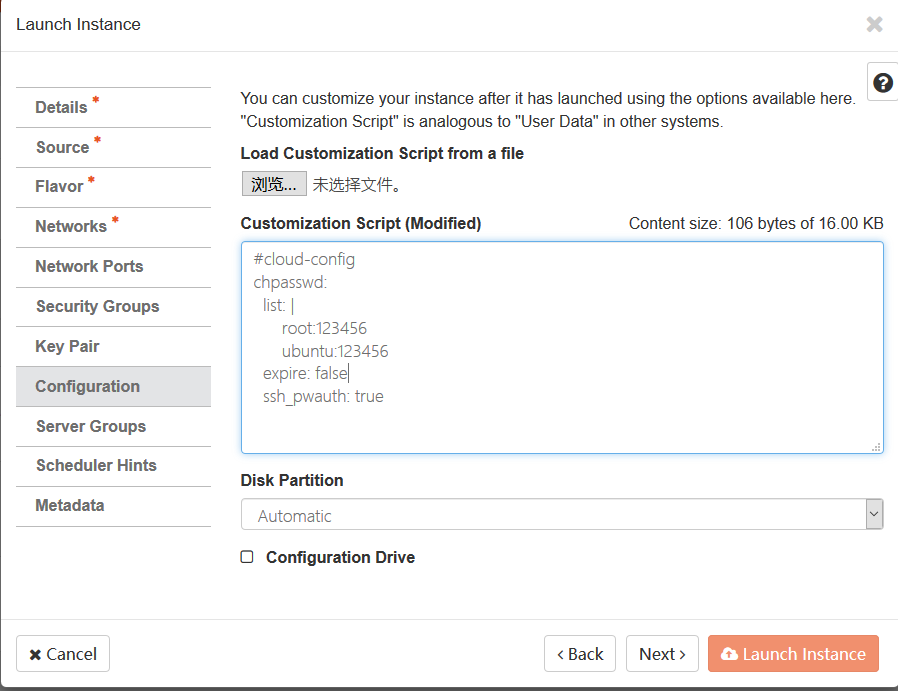 Launch Instance
Details *
Source *
Flavor *
Networks *
Network Ports
Security Groups
Key Pair
Configuration
Server Groups
Scheduler Hints
Metadata
You can customize your instance after it has launched using the options available here.
"Customization Script" is analogous to "User Data" in other systems.
Load Customization Script from a file
浏览... 未选择文件。
Customization Script (Modified) Content size: 106 bytes of 16.00 KB
#cloud-config
chpasswd:
list: |
root:123456
ubuntu:123456
expire: false
ssh_pwauth: true
Disk Partition
Automatic
Configuration Drive
Cancel
Back
Next
Launch Instance